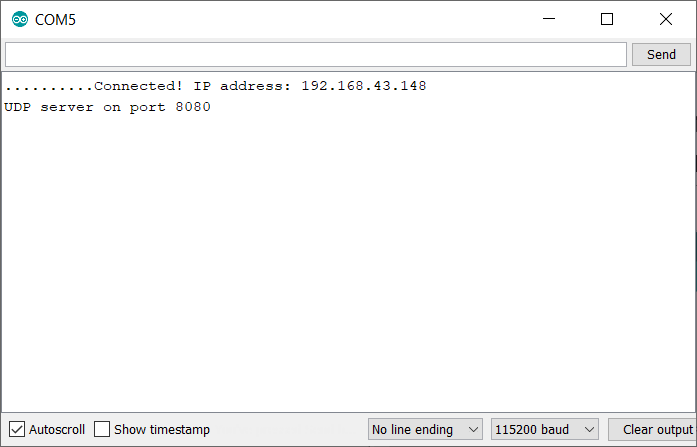 COM5
Send
..........Connected! IP address: 192.168.43.148
UDP server on port 8080
Autoscroll Show timestamp No line ending 115200 baud Clear output